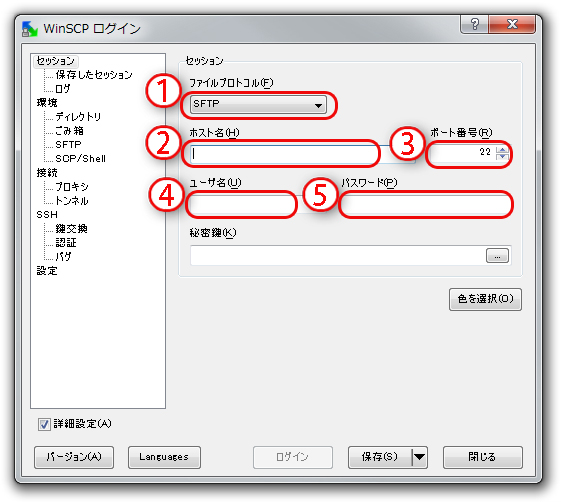 WinSCP ログイン
セッション
保存したセッション
ログ
環境
ディレクトリ
ごみ箱
SFTP
SCP/Shell
接続
プロキシ
トンネル
SSH
鍵交換
認証
バグ
設定
セッション
ファイルプロトコル(F)
① SFTP
ホスト名(H) ポート番号(R)
② ③ 22
ユーザ名(U) パスワード(P)
④ ⑤
秘密鍵(K)
...
色を選択(O)
詳細設定(A)
バージョン(A) Languages ログイン 保存(S) 閉じる